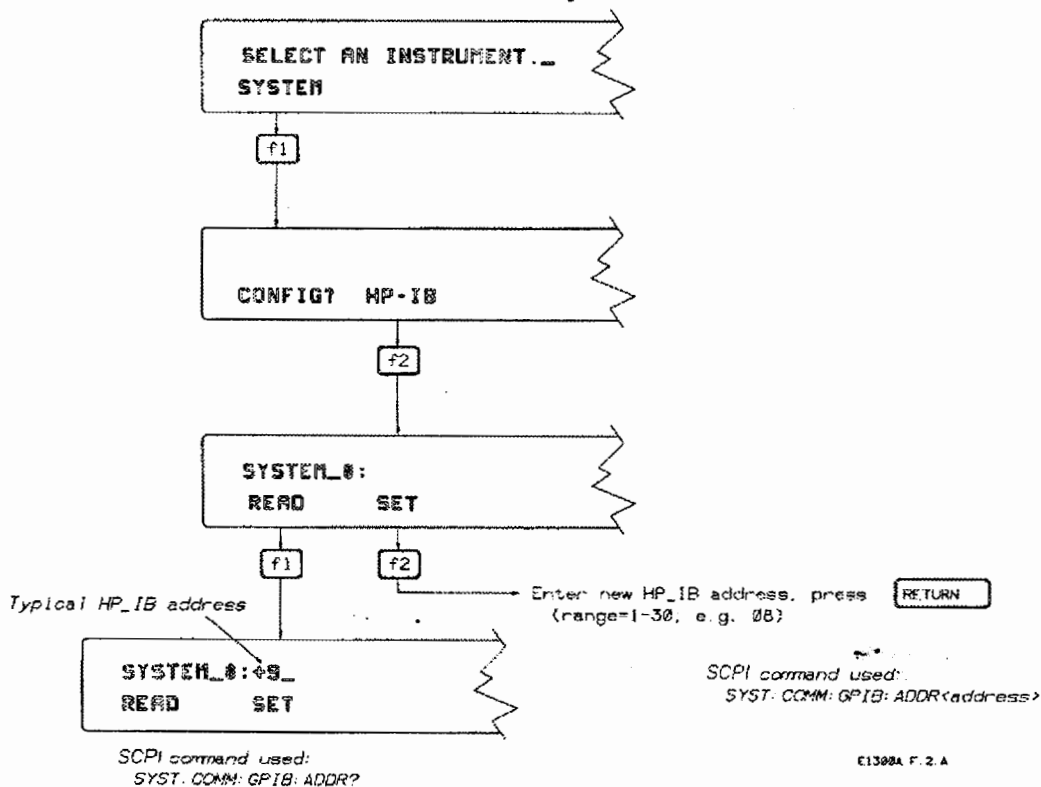 SELECT AN INSTRUMENT._
SYSTEM
f1
CONFIG? HP-IB
f2
SYSTEM_0:
READ SET
f1
f2
Typical HP_IB address
Enter new HP_IB address, press RETURN
(range=1-30; e.g. 08)
SYSTEM_0:+9_
READ SET
SCPI command used:
SYST:COMM:GPIB:ADDR<address>
SCPI command used:
SYST:COMM:GPIB:ADDR?
E1300A F.2.A